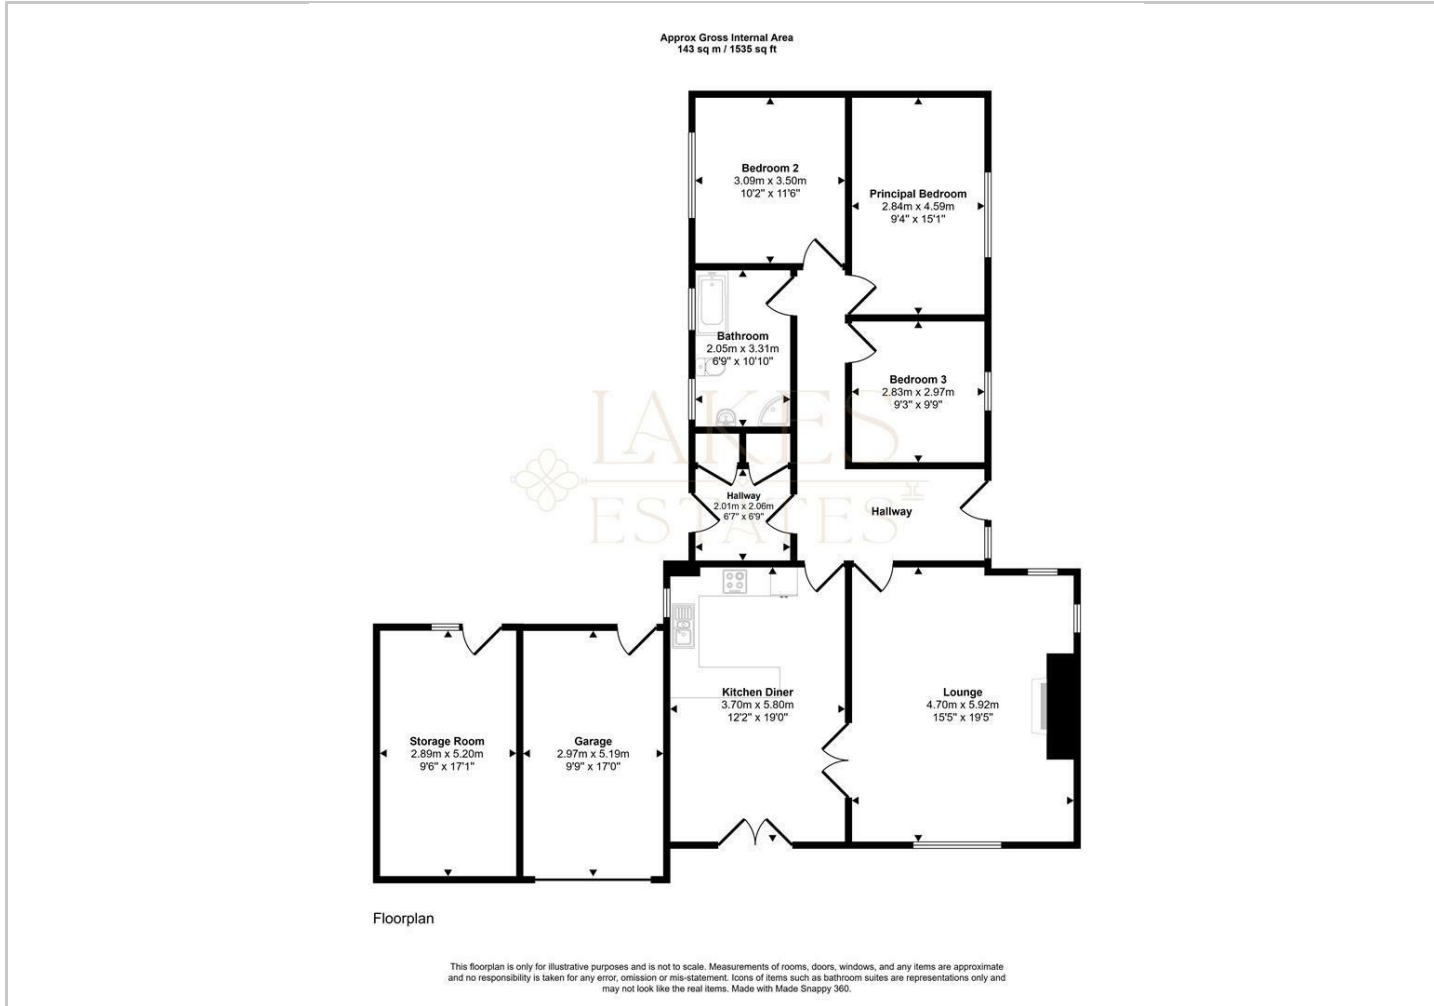 Approx Gross Internal Area
143 sq m / 1535 sq ft
Bedroom 2
3.09m x 3.50m
10'2" x 11'6"
Principal Bedroom
2.84m x 4.59m
9'4" x 15'1"
Bathroom
2.05m x 3.31m
6'9" x 10'10"
Bedroom 3
2.83m x 2.97m
9'3" x 9'9"
LAKES
ESTATES
Hallway
2.01m x 2.06m
6'7" x 6'9"
Hallway
Kitchen Diner
3.70m x 5.80m
12'2" x 19'0"
Lounge
4.70m x 5.92m
15'5" x 19'5"
Storage Room
2.89m x 5.20m
9'6" x 17'1"
Garage
2.97m x 5.19m
9'9" x 17'0"
Floorplan
This floorplan is only for illustrative purposes and is not to scale. Measurements of rooms, doors, windows, and any items are approximate
and no responsibility is taken for any error, omission or mis-statement. Icons of items such as bathroom suites are representations only and
may not look like the real items. Made with Made Snappy 360.